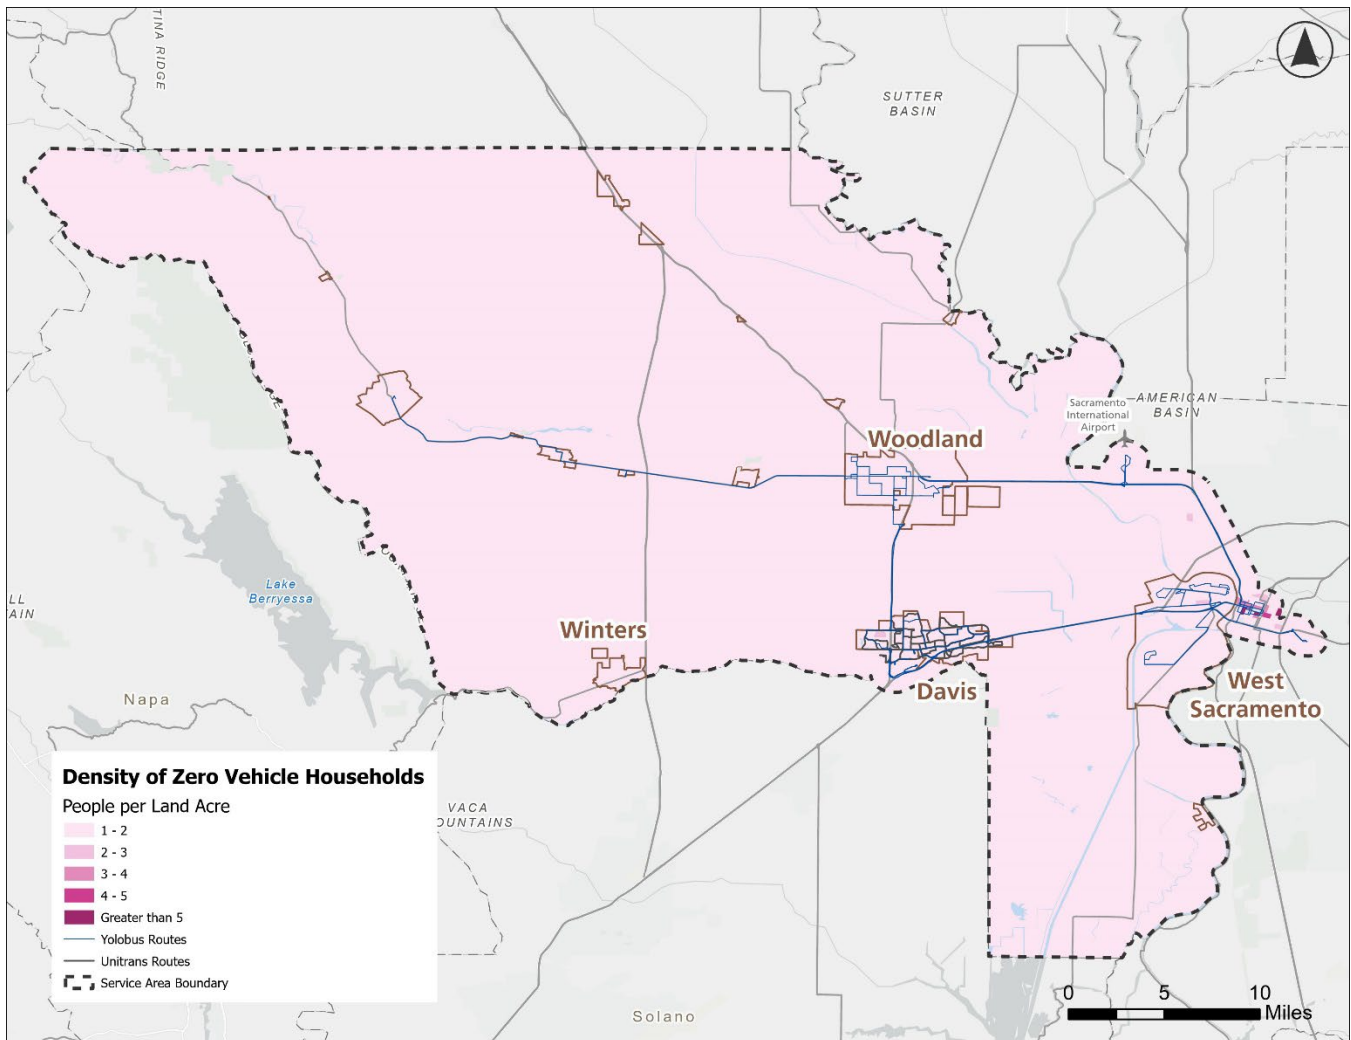 TINA RIDGE
SUTTER
BASIN
AMERICAN
BASIN
Sacramento
International
Airport
Woodland
Lake
Berryessa
LL
TAIN
Winters
Davis
West
Sacramento
Napa
VACA
OUNTAINS
Solano
Density of Zero Vehicle Households
People per Land Acre
1 - 2
2 - 3
3 - 4
4 - 5
Greater than 5
Yolobus Routes
Unitrans Routes
Service Area Boundary
0 5 10
Miles